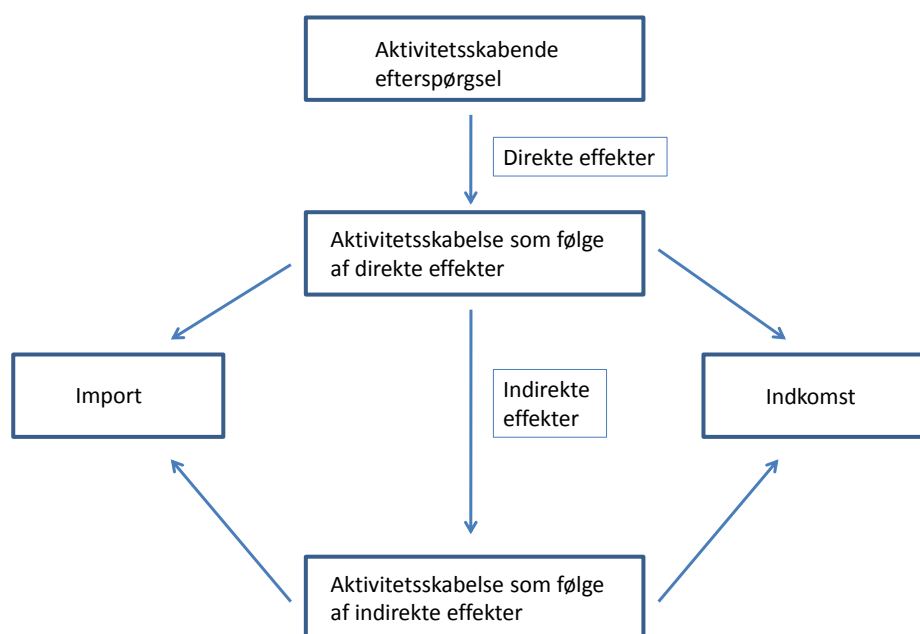 Aktivitetsskabende
efterspørgsel
Direkte effekter
Aktivitetsskabelse som følge
af direkte effekter
Import
Indirekte
effekter
Indkomst
Aktivitetsskabelse som følge
af indirekte effekter